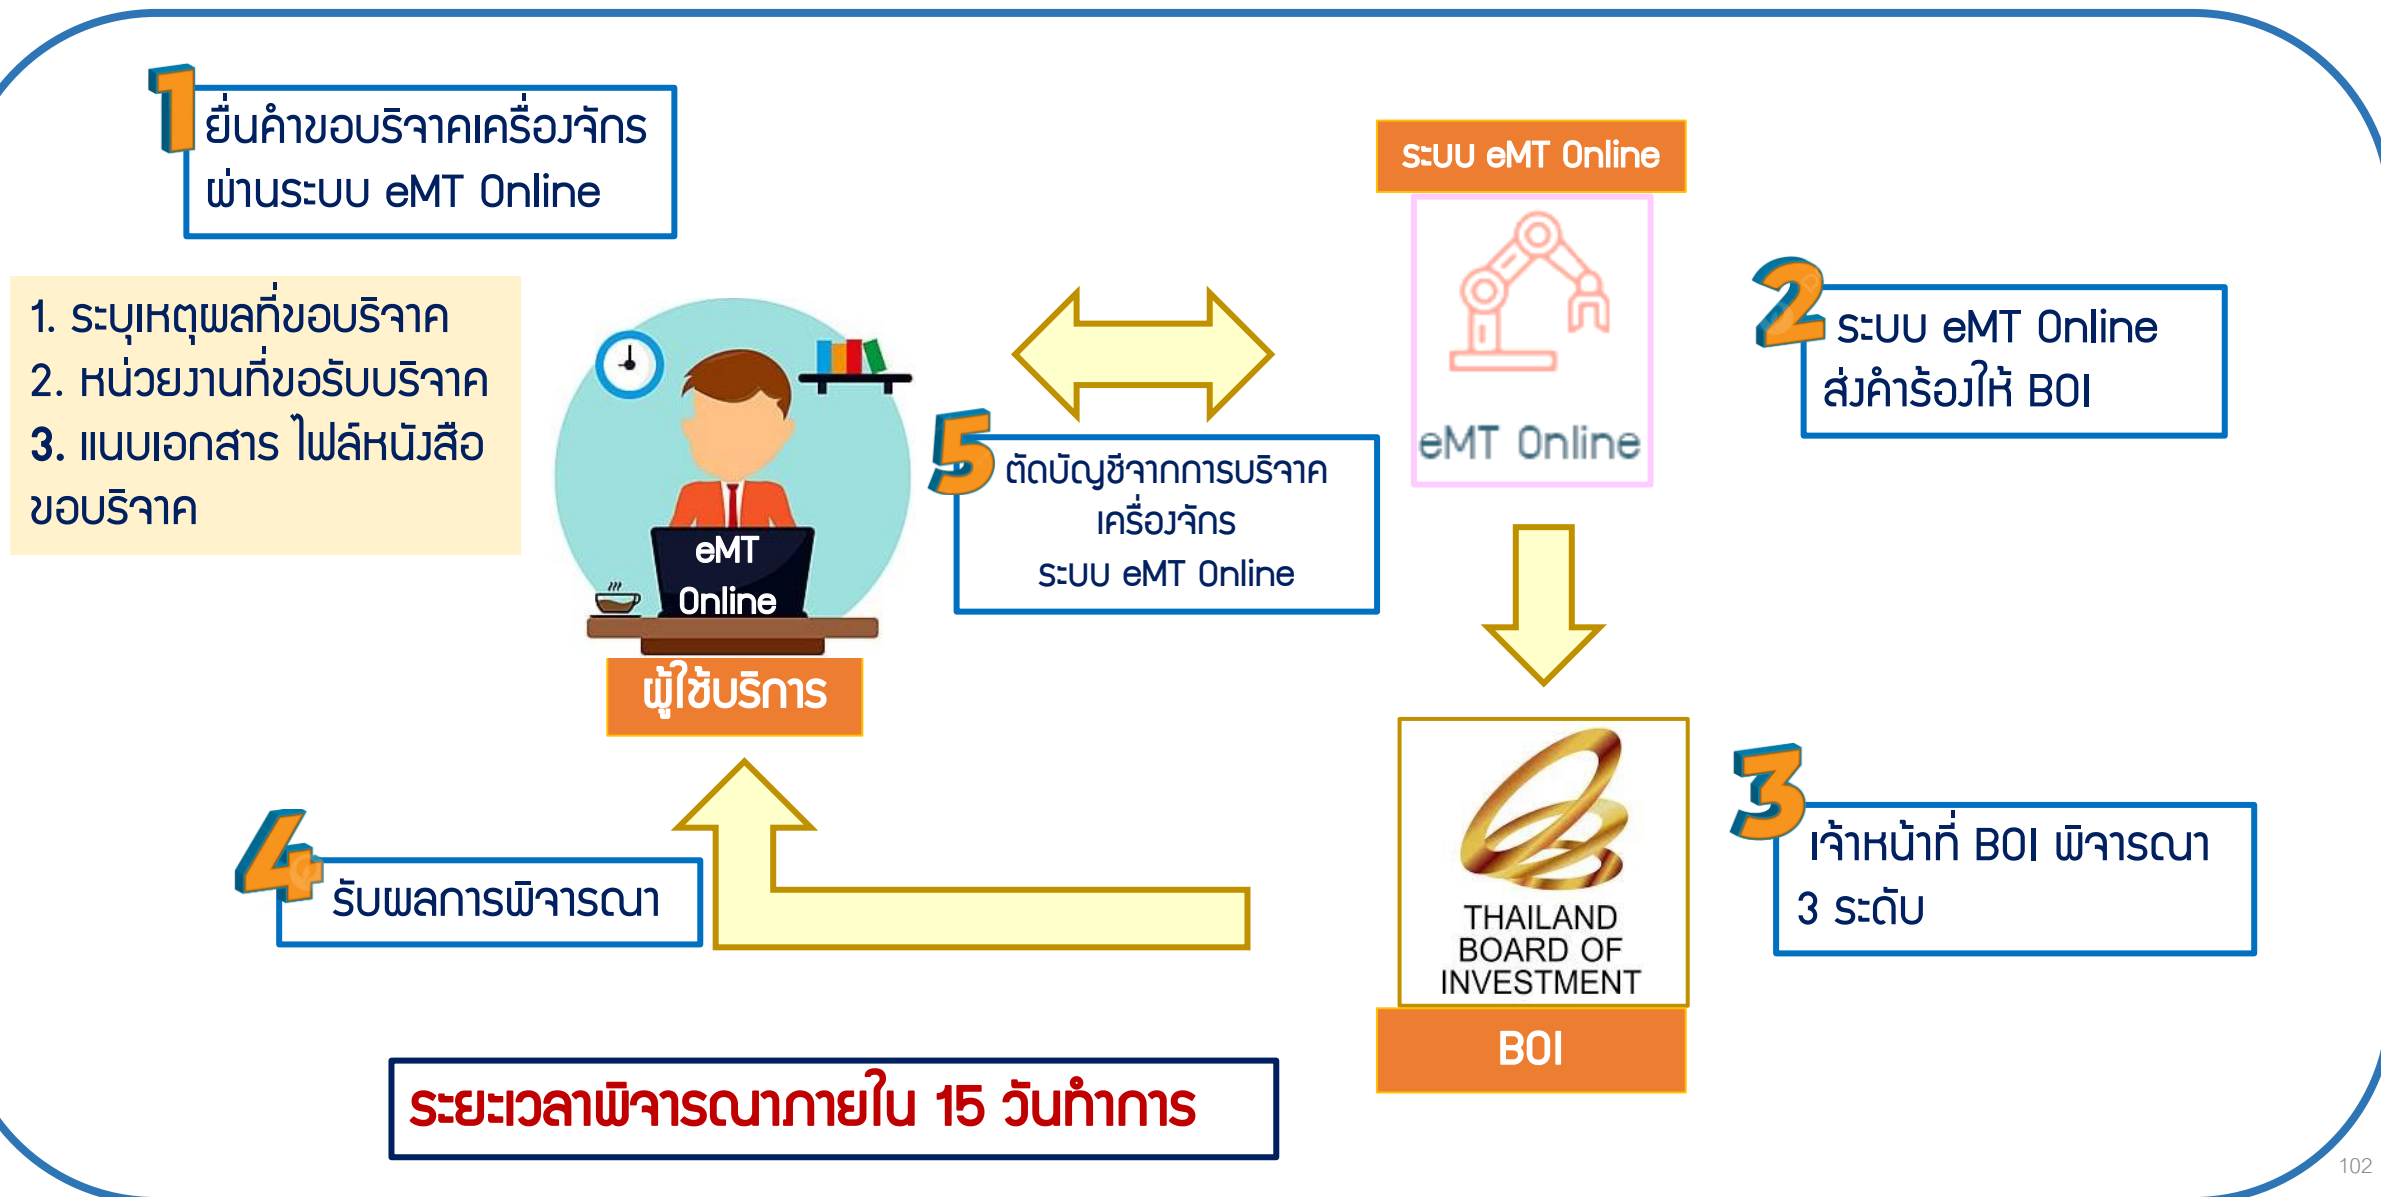 1
ยื่นคำขอบริจาคเครื่องจักร
ผ่านระบบ eMT Online
1. ระบุเหตุผลที่ขอบริจาค
2. หน่วยงานที่ขอรับบริจาค
3. แนบเอกสาร ไฟล์หนังสือ
ขอบริจาค
eMT
Online
ผู้ใช้บริการ
ระบบ eMT Online
eMT Online
2
ระบบ eMT Online
ส่งคำร้องให้ BOI
3
เจ้าหน้าที่ BOI พิจารณา
3 ระดับ
THAILAND
BOARD OF
INVESTMENT
BOI
4
รับผลการพิจารณา
5
ตัดบัญชีจากการบริจาค
เครื่องจักร
ระบบ eMT Online
ระยะเวลาพิจารณาภายใน 15 วันทำการ
102